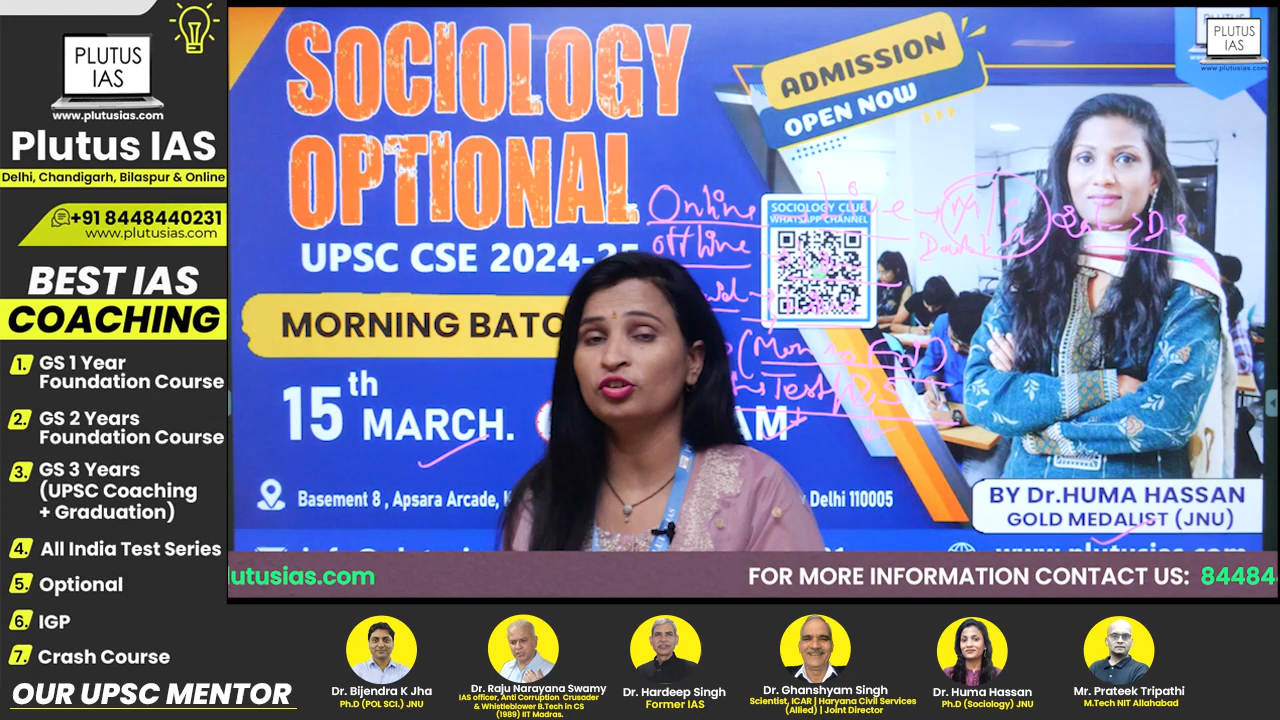 PLUTUS
IAS
www.plutusias.com
Plutus IAS
Delhi, Chandigarh, Bilaspur & Online
+91 8448440231
www.plutusias.com
BEST IAS
COACHING
1. GS 1 Year
Foundation Course
2. GS 2 Years
Foundation Course
3. GS 3 Years
(UPSC Coaching
+ Graduation)
4. All India Test Series
5. Optional
6. IGP
7. Crash Course
OUR UPSC MENTOR
SOCIOLOGY
OPTIONAL
UPSC CSE 2024-25
MORNING BATC
15th MARCH.
AM
Basement 8, Apsara Arcade, K
Delhi 110005
ADMISSION
OPEN NOW
PLUTUS
IAS
www.plutusias.com
SOCIOLOGY CLUB
WHATSAPP CHANNEL
Online
offline
BY Dr.HUMA HASSAN
GOLD MEDALIST (JNU)
www.plutusias.com
lutusias.com
FOR MORE INFORMATION CONTACT US: 84484
Dr. Bijendra K Jha
Ph.D (POL SCI.) JNU
Dr. Raju Narayana Swamy
IAS officer, Anti Corruption Crusader
& Whistleblower B.Tech in CS
(1989) IIT Madras.
Dr. Hardeep Singh
Former IAS
Dr. Ghanshyam Singh
Scientist, ICAR | Haryana Civil Services
(Allied) | Joint Director
Dr. Huma Hassan
Ph.D (Sociology) JNU
Mr. Prateek Tripathi
M.Tech NIT Allahabad